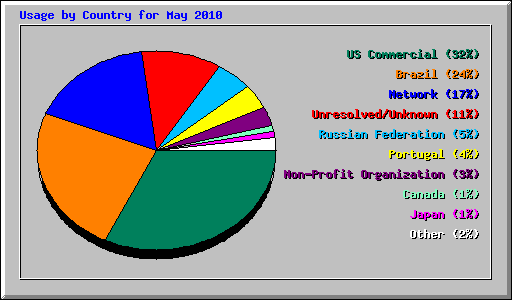 Usage by Country for May 2010
US Commercial (32%)
Brazil (24%)
Network (17%)
Unresolved/Unknown (11%)
Russian Federation (5%)
Portugal (4%)
Non-Profit Organization (3%)
Canada (1%)
Japan (1%)
Other (2%)